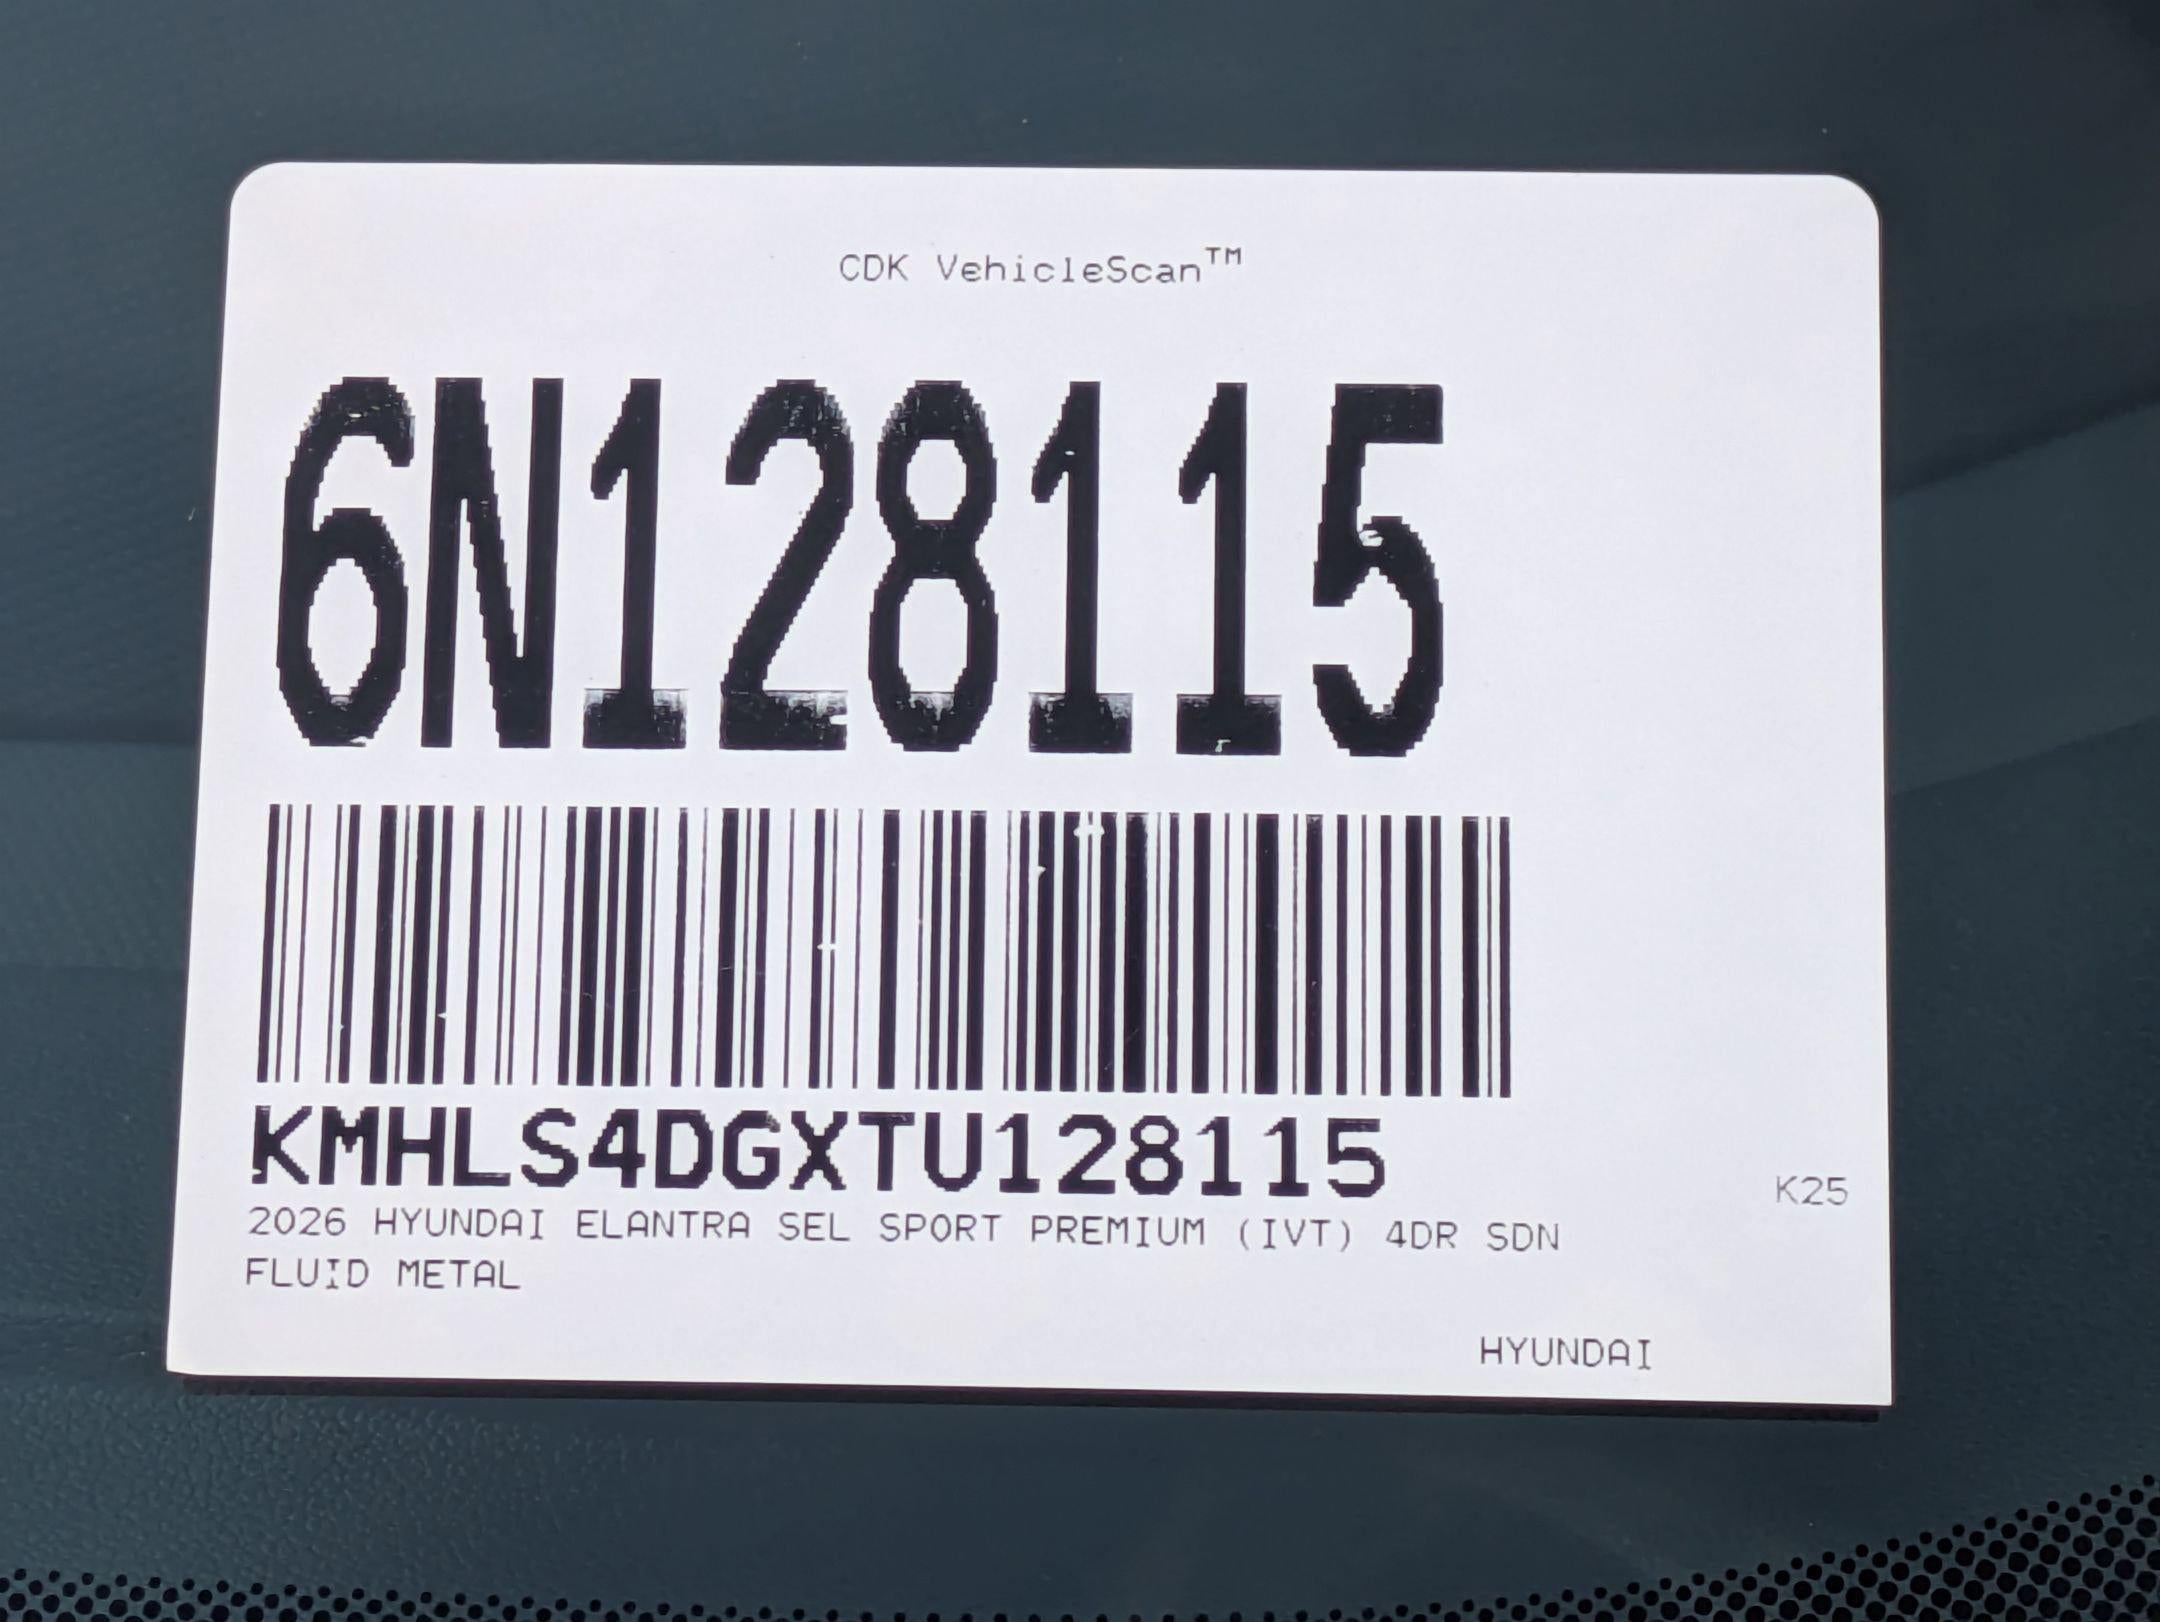 CDK VehicleScan™
6N128115
KMHLS4DGXTU128115
K25
2026 HYUNDAI ELANTRA SEL SPORT PREMIUM (IVT) 4DR SDN
FLUID METAL
HYUNDAI